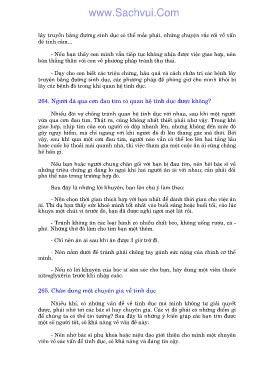 www.Sachvui.Com
lây truyền bằng đường sinh dục có thể mắc phải, nhưng chuyện xấu rối về vấn
đề tình cảm...
- Nếu bạn thấy con mình vẫn tiếp tục không nhịn được việc giao hợp, nên
bàn thẳng thắn với con về phương pháp tránh thụ thai.
- Dạy cho con biết các triệu chứng, hậu quả và cách chữa trị các bệnh lây
truyền bằng đường sinh dục, các phương pháp đề phòng giữ cho mình khỏi bị
lây các bệnh đó trong khi quan hệ tình dục.
264. Người đã qua cơn đau tim có quan hệ tình dục được không?
Nhiều đôi vợ chồng tránh quan hệ tình dục với nhau, sau khi một người
vừa qua cơn đau tim. Thật ra, cũng không nhất thiết phải như vậy. Trong khi
giao hợp, nhịp tim của con người có đập nhanh lên, nhưng không đến mức độ
gây nguy hiểm, mà chỉ ngang với khi người đó đi lên thang gác mà thôi. Bởi
vậy, sau khi qua một cơn đau tim, người nào vẫn có thể leo lên hai tầng lầu
hoặc cuốc bộ thoải mái quanh nhà, thì việc tham gia một cuộc ân ái cũng chẳng
hề hấn gì.
Nếu bạn hoặc người chung chăn gối với bạn bị đau tim, nên hỏi bác sĩ về
những triệu chứng gì đáng lo ngại khi hai người ân ái với nhau, cần phải đối
phó thế nào trong trường hợp đó.
Sau đây là những lời khuyên, bạn lên chú ý làm theo:
- Nên chọn thời gian thích hợp với bạn nhất để dành thời gian cho việc ân
ái. Thí dụ bạn thấy sức khoẻ mình tốt nhất vào buổi sáng hoặc buổi tối, vào lúc
khuya một chút vì trước đó, bạn đã được nghỉ ngơi một lát rồi.
- Tránh không ăn các loại bánh có nhiều chất béo, không uống rượu, cà -
phê. Những thứ đó làm cho tim bạn mệt thêm.
- Chỉ nên ân ái sau khi ăn được 3 giờ trở đi.
- Nên nằm dưới để tránh phải chống tay gánh sức nặng của chính cơ thể
mình.
- Nếu có lời khuyên của bác sĩ săn sóc cho bạn, hãy dùng một viên thuốc
nitroglyxêrin trước khi nhập cuộc.
265. Chân dung một chuyên gia về tình dục
Nhiều khi, có những vấn đề về tình dục mà mình không tự giải quyết
được, phải nhờ tới các bác sĩ hay chuyên gia. Các vị đó phải có những điểm gì
để chúng ta có thể tin tưởng? Sau đây là những ý kiến giúp các bạn tìm được
một số người tốt, có khả năng về vấn đề này:
- Nên nhờ bác sĩ phụ khoa hoặc niệu đạo giới thiệu cho mình một chuyên
viên về các vấn đề tình dục, có khả năng và đáng tin cậy.